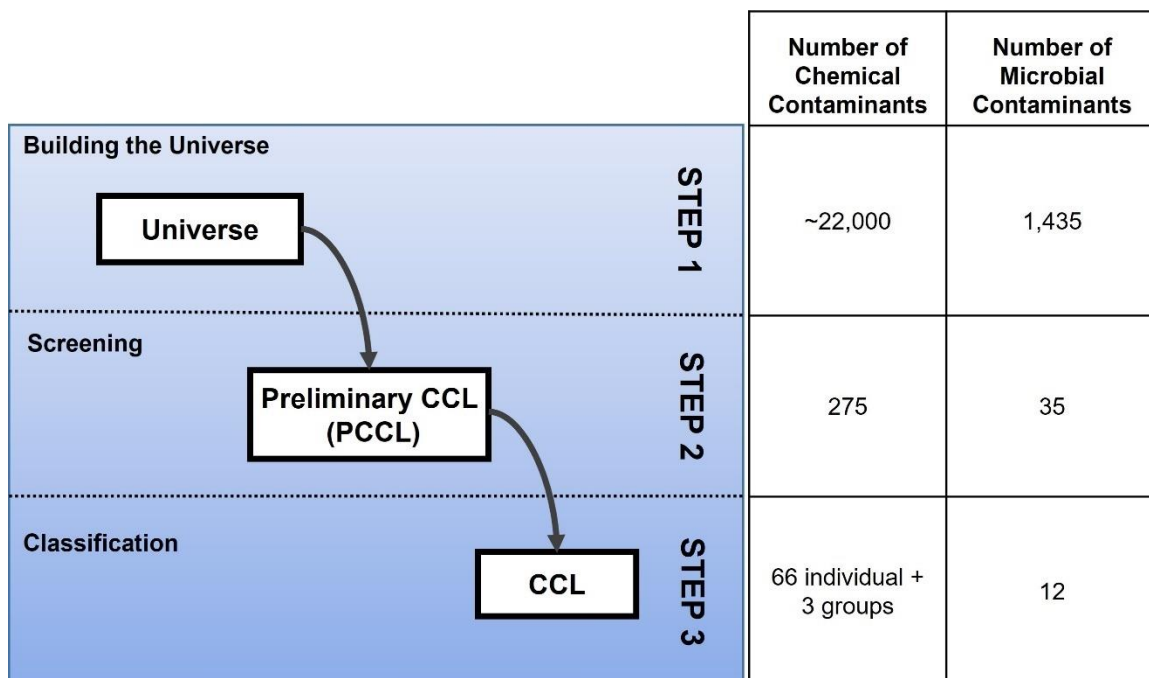 Number of
Chemical
Contaminants
Number of
Microbial
Contaminants
Building the Universe
Universe
STEP 1
~22,000
1,435
Screening
Preliminary CCL
(PCCL)
STEP 2
275
35
Classification
CCL
STEP 3
66 individual +
3 groups
12